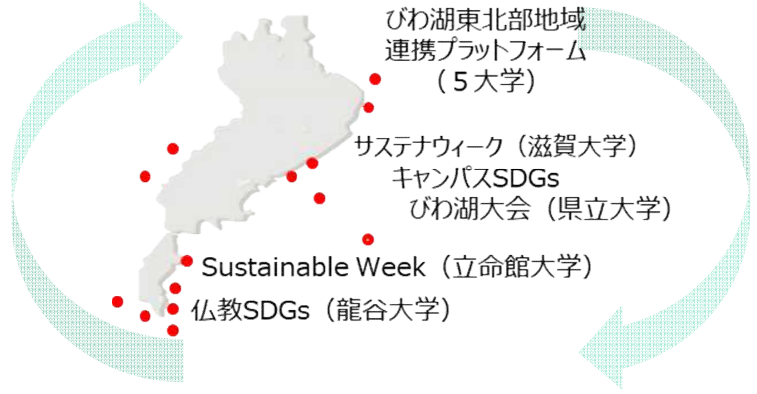 びわ湖東北部地域
連携プラットフォーム
（５大学）
サステナウィーク（滋賀大学）
キャンパスSDGs
びわ湖大会（県立大学）
Sustainable Week（立命館大学）
仏教SDGs（龍谷大学）